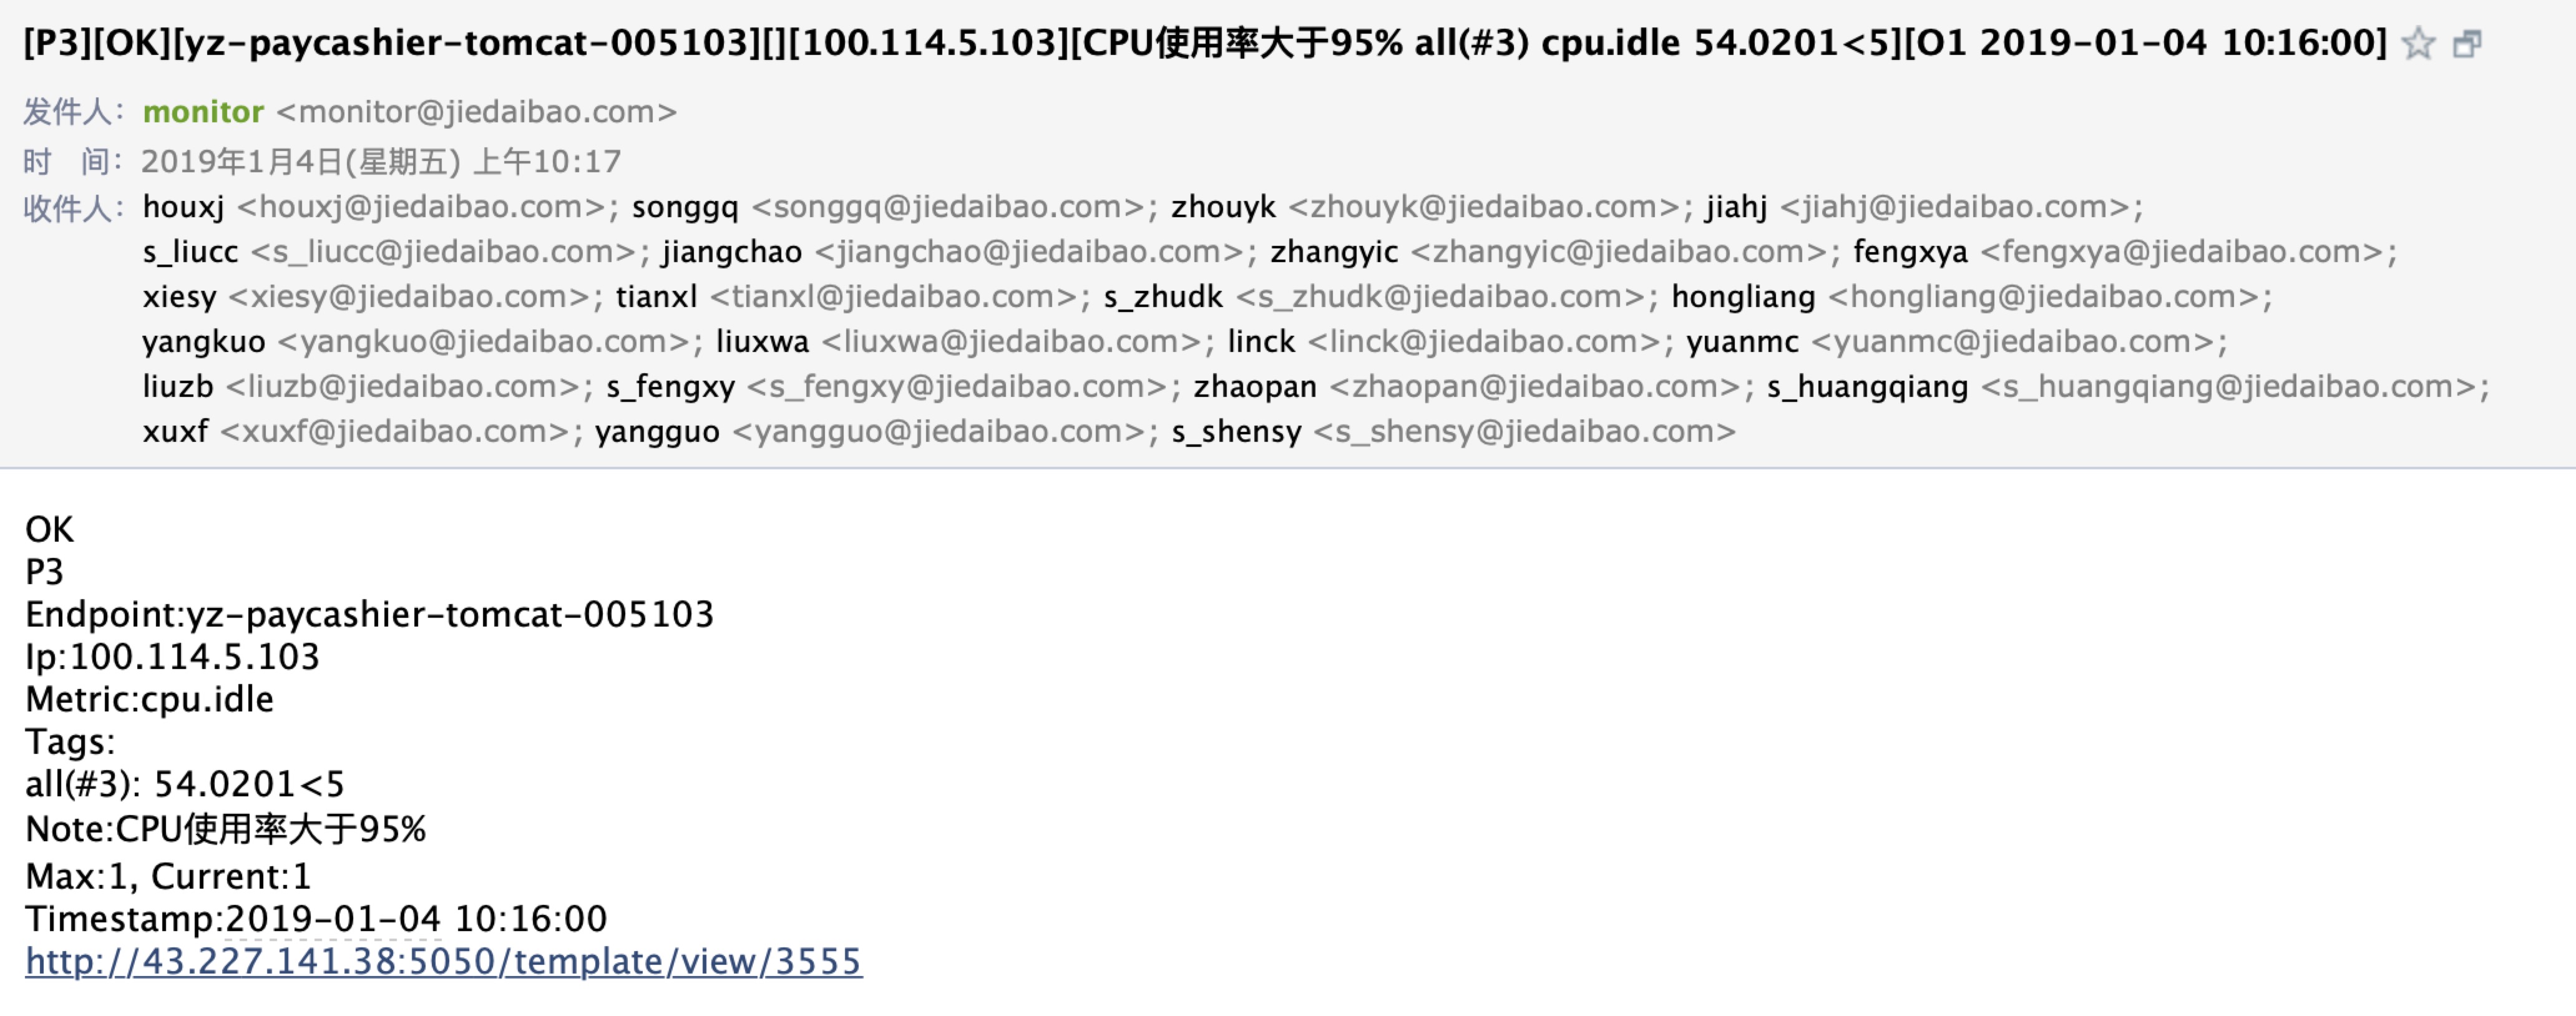 [P3][OK][yz-paycashier-tomcat-005103][][100.114.5.103][CPU使用率大于95% all(#3) cpu.idle 54.0201<5][O1 2019-01-04 10:16:00]
发件人： monitor <monitor@jiedaibao.com>
时　间： 2019年1月4日(星期五) 上午10:17
收件人： houxj <houxj@jiedaibao.com>; songgq <songgq@jiedaibao.com>; zhouyk <zhouyk@jiedaibao.com>; jiahj <jiahj@jiedaibao.com>;
s_liucc <s_liucc@jiedaibao.com>; jiangchao <jiangchao@jiedaibao.com>; zhangyic <zhangyic@jiedaibao.com>; fengxya <fengxya@jiedaibao.com>;
xiesy <xiesy@jiedaibao.com>; tianxl <tianxl@jiedaibao.com>; s_zhudk <s_zhudk@jiedaibao.com>; hongliang <hongliang@jiedaibao.com>;
yangkuo <yangkuo@jiedaibao.com>; liuxwa <liuxwa@jiedaibao.com>; linck <linck@jiedaibao.com>; yuanmc <yuanmc@jiedaibao.com>;
liuzb <liuzb@jiedaibao.com>; s_fengxy <s_fengxy@jiedaibao.com>; zhaopan <zhaopan@jiedaibao.com>; s_huangqiang <s_huangqiang@jiedaibao.com>;
xuxf <xuxf@jiedaibao.com>; yangguo <yangguo@jiedaibao.com>; s_shensy <s_shensy@jiedaibao.com>
OK
P3
Endpoint:yz-paycashier-tomcat-005103
Ip:100.114.5.103
Metric:cpu.idle
Tags:
all(#3): 54.0201<5
Note:CPU使用率大于95%
Max:1, Current:1
Timestamp:2019-01-04 10:16:00
http://43.227.141.38:5050/template/view/3555